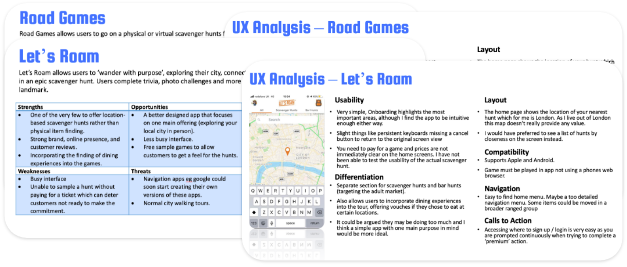 Road Games
Road Games allows users to go on a physical or virtual scavenger hunts
UX Analysis – Road Games
Layout
Let's Roam
Let's Roam allows users to 'wander with purpose', exploring their city, connec
in an epic scavenger hunt. Users complete trivia, photo challenges and more
landmark.
Strengths
Opportunities
• One of the very few to offer location-
based scavenger hunts rather than
physical item finding.
• Strong brand, online presence, and
customer reviews.
• Incorporating the finding of dining
experiences into the games.
• A better designed app that focuses
on one main offering (exploring your
local city in person).
• Less busy interface.
• Free sample games to allow
customers to get a feel for the hunts.
Weaknesses
Threats
• Busy interface
• Unable to sample a hunt without
paying for a ticket which can deter
customers not ready to make the
commitment.
• Navigation apps eg google could
soon start creating their own
versions of these apps.
• Normal city walking tours.
UX Analysis – Let's Roam
Usability
• Very simple, Onboarding highlights the most
important areas, although I find the app to be intuitive
enough either way.
• Slight things like persistent keyboards missing a cancel
button to return to the original screen view
• You need to pay for a game and prices are not
immediately clear on the home screens. I have not
been able to test the usability of the actual scavenger
hunt.
Differentiation
• Separate section for scavenger hunts and bar hunts
(targeting the adult market).
• Also allows users to incorporate dining experiences
into the tour, offering vouchers if they choose to eat at
certain locations.
• It could be argued they may be doing too much and I
think a simple app with one main purpose in mind
would be more ideal.
Layout
• The home page shows the location of your nearest
hunt which for me is London. As I live out of London
this map doesn't really provide any value.
• I would have preferred to see a list of hunts by
closeness on the screen instead.
Compatibility
• Supports Apple and Android.
• Game must be played in app not using a phones web
browser.
Navigation
• Easy to find home menu. Maybe a too detailed
navigation menu. Some items could be moved in a
broader ranged group
Calls to Action
• Accessing where to sign up / login is very easy as you
are prompted continuously when trying to complete a
'premium' action.
Q W E R T Y U I O P
A S D F G H J K L
Z X C V B N M